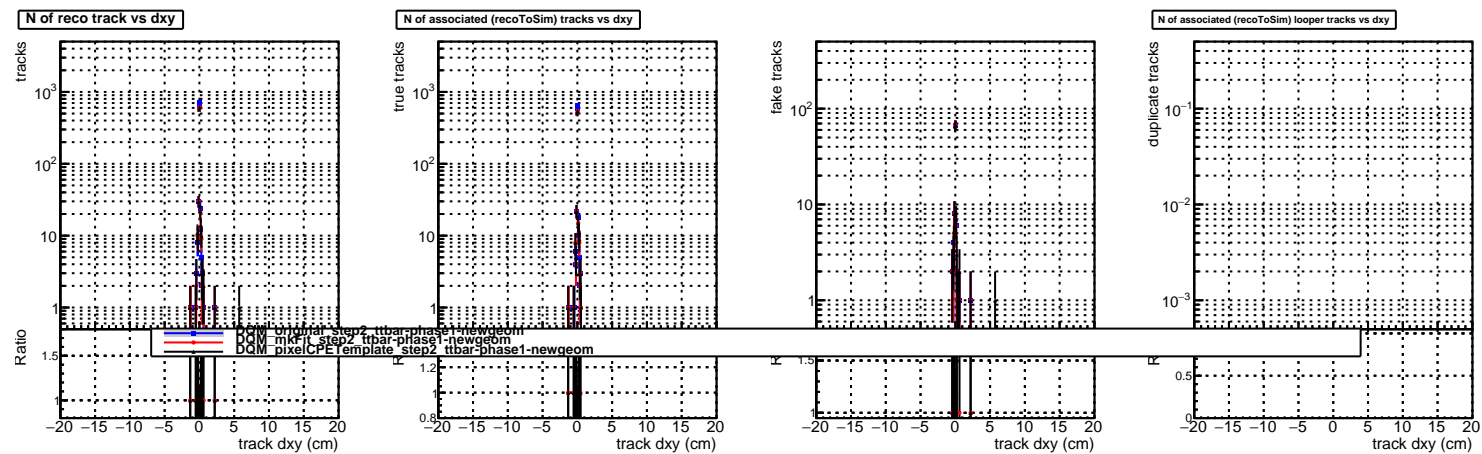 N of reco track vs dxy
N of associated (recoToSim) tracks vs dxy
N of associated (recoToSim) looper tracks vs dxy
tracks
10³
10²
10
1
Ratio
1.5
1
−20 −15 −10 −5 0 5 10 15 20
track dxy (cm)
true tracks
10³
10²
10
1
1.2
1
0.8
−20 −15 −10 −5 0 5 10 15 20
track dxy (cm)
fake tracks
10²
10
1
1.5
1
−20 −15 −10 −5 0 5 10 15 20
track dxy (cm)
duplicate tracks
10⁻¹
10⁻²
10⁻³
Ratio
0.5
0
−20 −15 −10 −5 0 5 10 15 20
track dxy (cm)
DQM_original_step2_ttbar-phase1-newgeom
DQM_mkFit_step2_ttbar-phase1-newgeom
DQM_pixelCPETemplate_step2_ttbar-phase1-newgeom